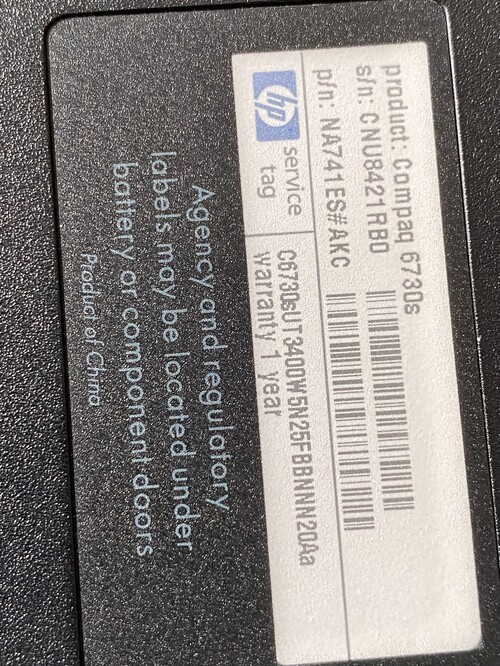 product: Compaq 6730s
s/n: CNU8421RBD
p/n: NA741ES#AKC
hp service tag
C6730sUT3400W5N25FBBNNN20Aa
warranty 1 year
Agency and regulatory
labels may be located under
battery or component doors
Product of China